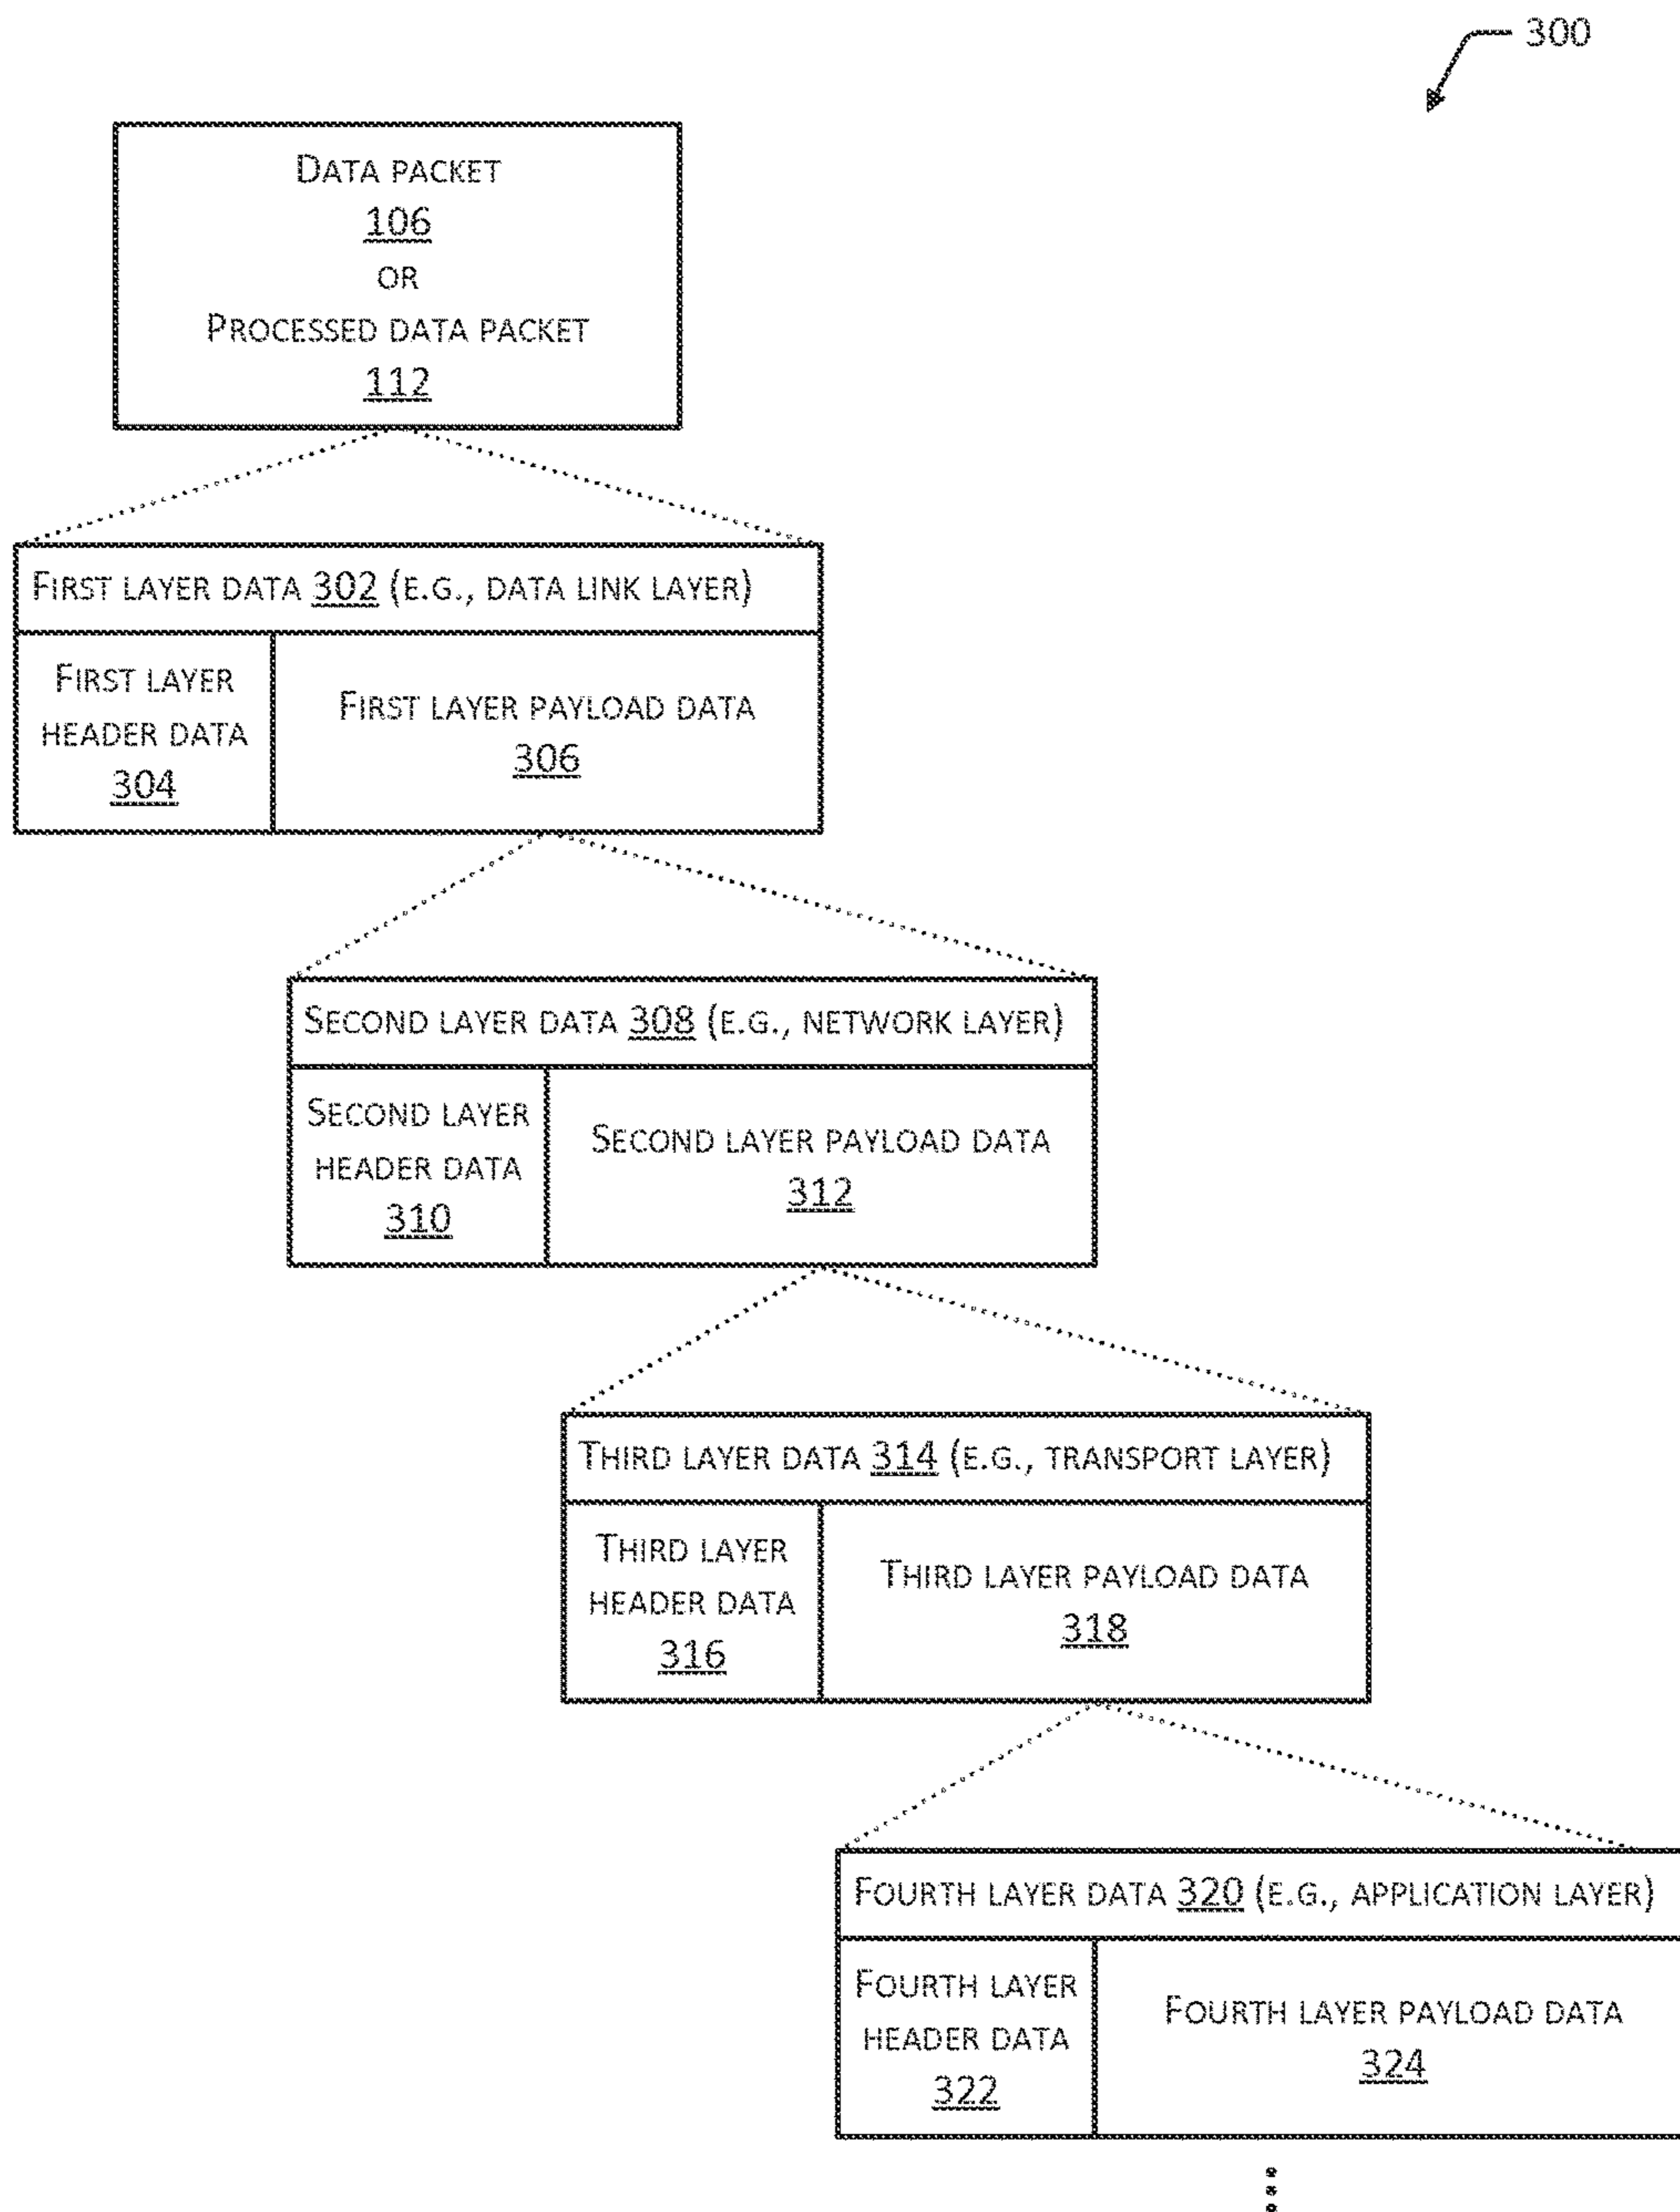 300
DATA PACKET
106
OR
PROCESSED DATA PACKET
112
FIRST LAYER DATA 302 (E.G., DATA LINK LAYER)
FIRST LAYER
HEADER DATA
304
FIRST LAYER PAYLOAD DATA
306
SECOND LAYER DATA 308 (E.G., NETWORK LAYER)
SECOND LAYER
HEADER DATA
310
SECOND LAYER PAYLOAD DATA
312
THIRD LAYER DATA 314 (E.G., TRANSPORT LAYER)
THIRD LAYER
HEADER DATA
316
THIRD LAYER PAYLOAD DATA
318
FOURTH LAYER DATA 320 (E.G., APPLICATION LAYER)
FOURTH LAYER
HEADER DATA
322
FOURTH LAYER PAYLOAD DATA
324